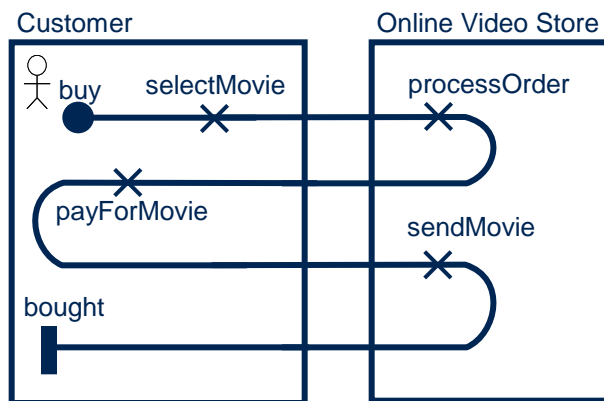 Customer
Online Video Store
buy
selectMovie
processOrder
payForMovie
sendMovie
bought